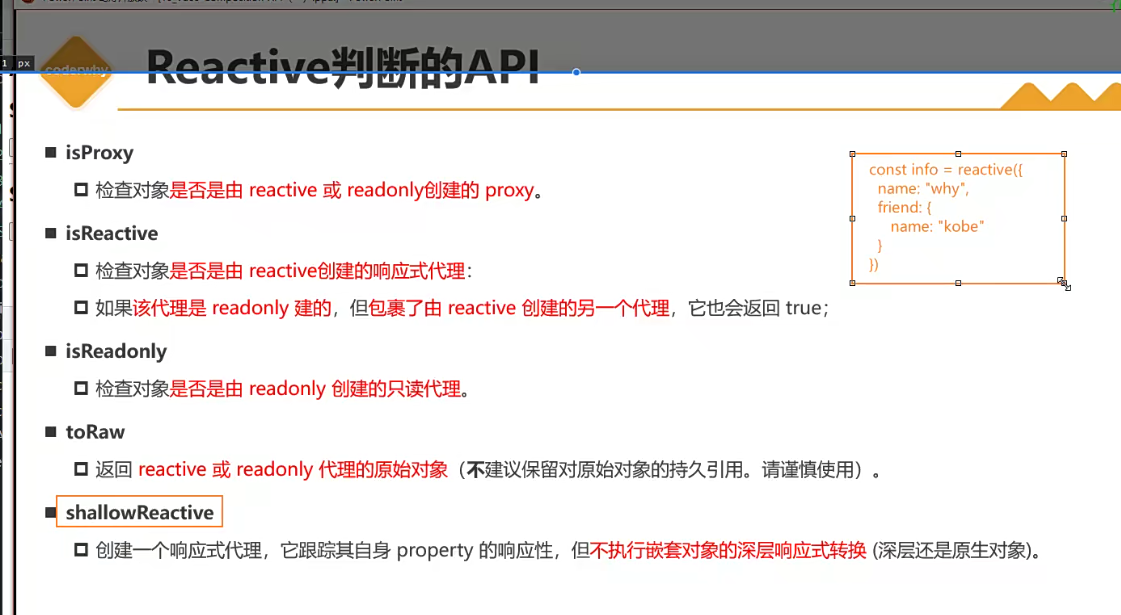 1 px
coderwhy
Reactive判断的API
isProxy
检查对象是否是由 reactive 或 readonly创建的 proxy。
isReactive
检查对象是否是由 reactive创建的响应式代理：
如果该代理是 readonly 建的，但包裹了由 reactive 创建的另一个代理，它也会返回 true；
isReadonly
检查对象是否是由 readonly 创建的只读代理。
toRaw
返回 reactive 或 readonly 代理的原始对象（不建议保留对原始对象的持久引用。请谨慎使用）。
shallowReactive
创建一个响应式代理，它跟踪其自身 property 的响应性，但不执行嵌套对象的深层响应式转换 (深层还是原生对象)。
const info = reactive({
name: "why",
friend: {
name: "kobe"
}
})